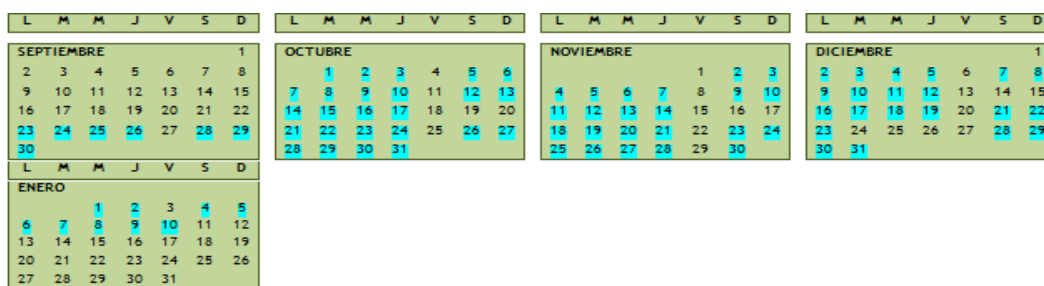 L M M J V S D
SEPTIEMBRE 1
2 3 4 5 6 7 8
9 10 11 12 13 14 15
16 17 18 19 20 21 22
23 24 25 26 27 28 29
30
L M M J V S D
OCTUBRE
1 2 3 4 5 6
7 8 9 10 11 12 13
14 15 16 17 18 19 20
21 22 23 24 25 26 27
28 29 30 31
L M M J V S D
NOVIEMBRE
1 2 3
4 5 6 7 8 9 10
11 12 13 14 15 16 17
18 19 20 21 22 23 24
25 26 27 28 29 30
L M M J V S D
DICIEMBRE 1
2 3 4 5 6 7 8
9 10 11 12 13 14 15
16 17 18 19 20 21 22
23 24 25 26 27 28 29
30 31
L M M J V S D
ENERO
1 2 3 4 5
6 7 8 9 10 11 12
13 14 15 16 17 18 19
20 21 22 23 24 25 26
27 28 29 30 31